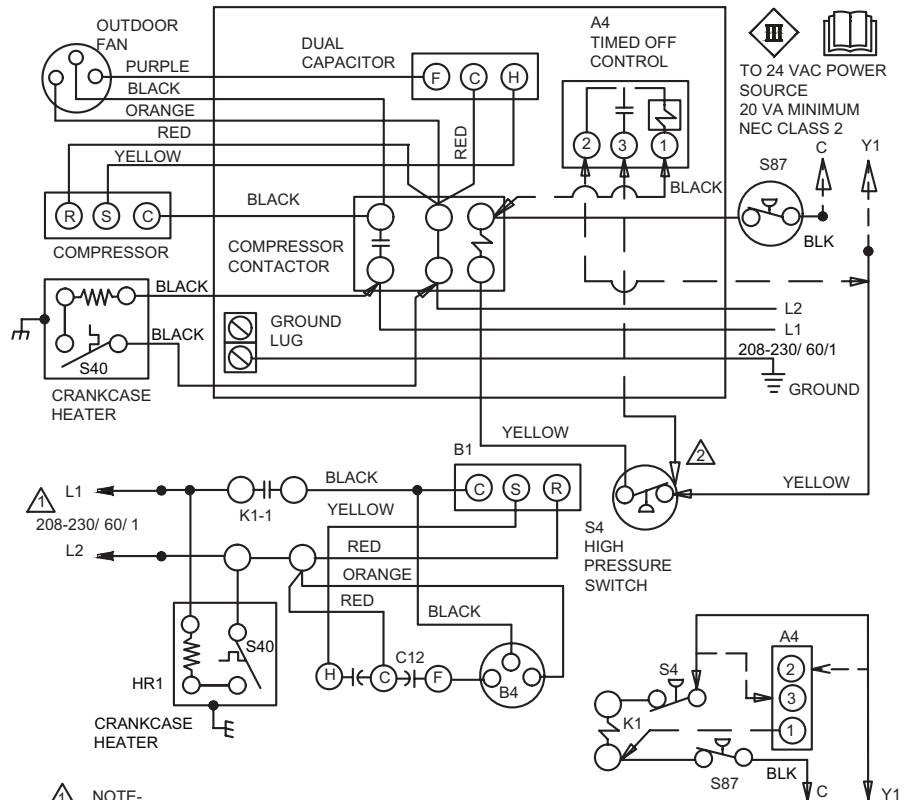 OUTDOOR
FAN
PURPLE
BLACK
ORANGE
RED
YELLOW
DUAL
CAPACITOR
F C H
RED
A4
TIMED OFF
CONTROL
2 3 1
BLACK
III
TO 24 VAC POWER
SOURCE
20 VA MINIMUM
NEC CLASS 2
C Y1
S87
BLK
R S C
COMPRESSOR
BLACK
COMPRESSOR
CONTACTOR
BLACK
BLACK
S40
CRANKCASE
HEATER
GROUND
LUG
L2
L1
208-230/ 60/1
GROUND
YELLOW
2
YELLOW
S4
HIGH
PRESSURE
SWITCH
B1
C S R
1
L1
208-230/ 60/ 1
L2
K1-1
BLACK
YELLOW
RED
ORANGE
RED
BLACK
S40
HR1
CRANKCASE
HEATER
H C F
C12
B4
A4
2
3
1
S4
K1
S87
BLK
C
Y1
1 NOTE-